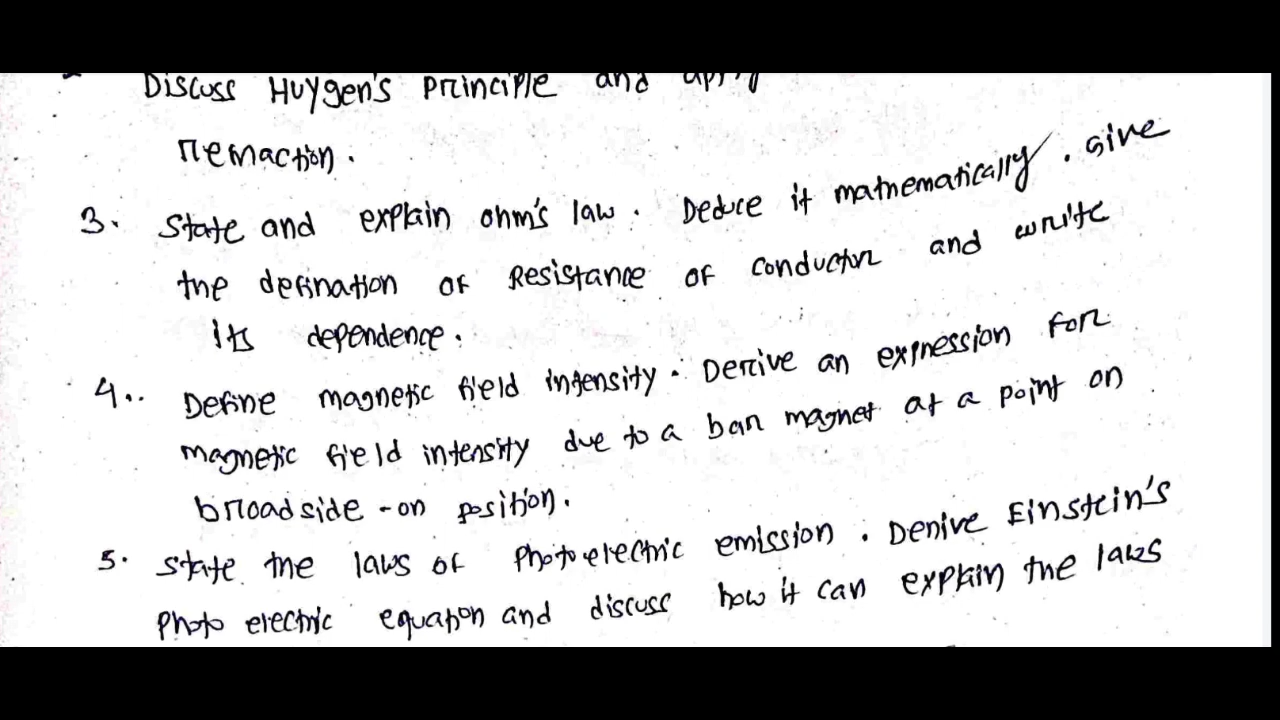 Discuss Huygen's principle and apply
refraction.
3. State and explain ohm's law. Deduce it mathematically. Give
the defination of Resistance of conductor and write
its dependence.
4.. Define magnetic field intensity. Derive an expression for
magnetic field intensity due to a bar magnet at a point on
broadside-on position.
5. State the laws of Photoelectric emission. Derive Einstein's
Photo electric equation and discuss how it can explain the laws